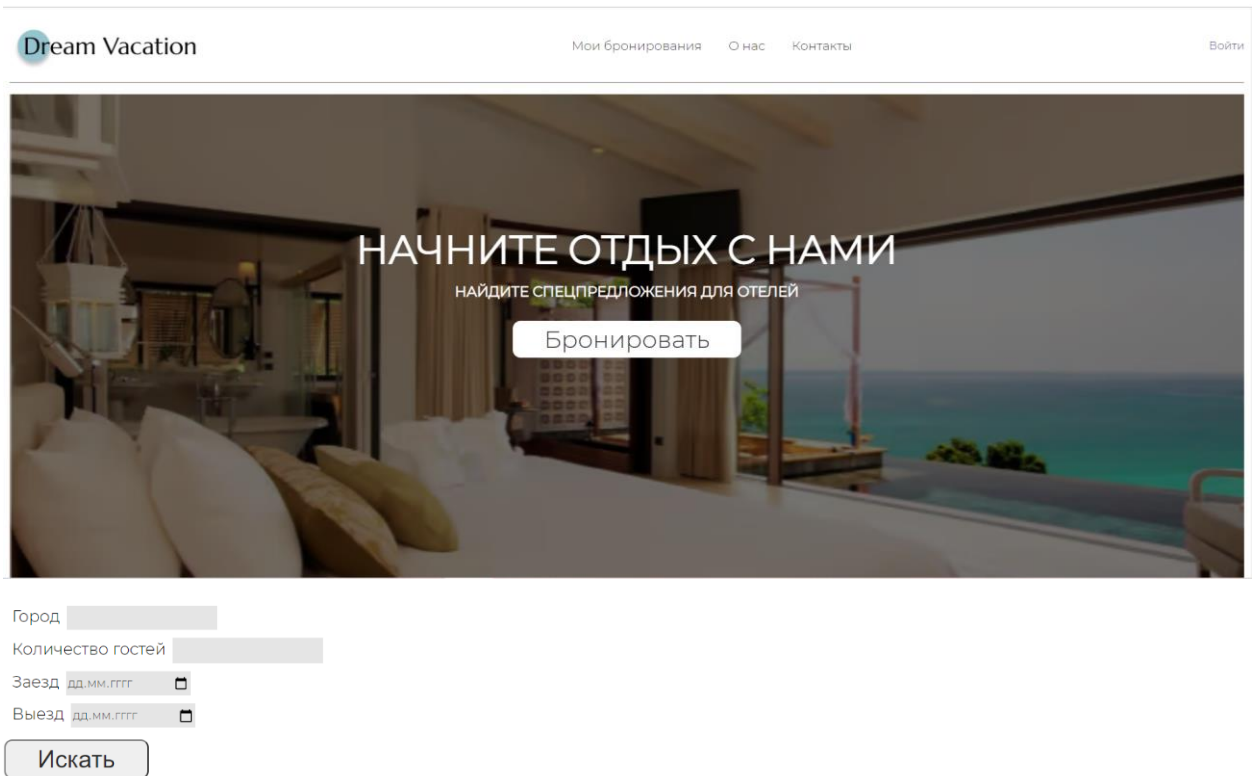 Dream Vacation
Мои бронирования О нас Контакты
Войти
НАЧНИТЕ ОТДЫХ С НАМИ
НАЙДИТЕ СПЕЦПРЕДЛОЖЕНИЯ ДЛЯ ОТЕЛЕЙ
Бронировать
Город
Количество гостей
Заезд дд.мм.гггг
Выезд дд.мм.гггг
Искать